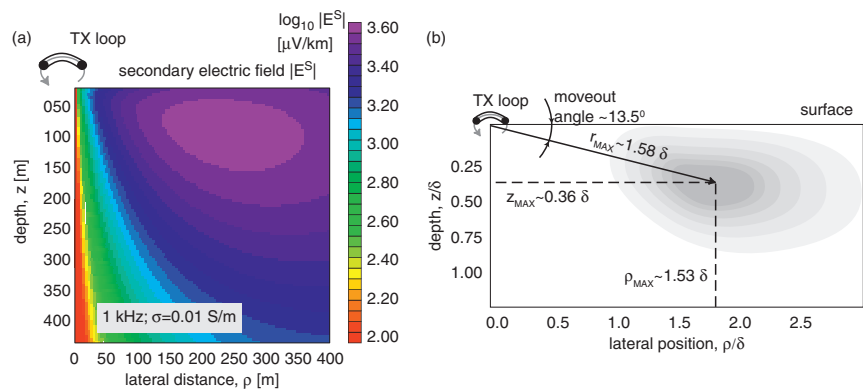 (a)
TX loop
secondary electric field |Eˢ|
log₁₀ |Eˢ|
[µV/km]
3.60
3.40
3.20
3.00
2.80
2.60
2.40
2.20
2.00
depth, z [m]
050
100
150
200
250
300
350
400
1 kHz; σ=0.01 S/m
0 50 100 150 200 250 300 350 400
lateral distance, ρ [m]
(b)
TX loop
moveout
angle ~13.5⁰
surface
r_MAX~1.58 δ
z_MAX~0.36 δ
ρ_MAX~1.53 δ
depth, z/δ
0.25
0.50
0.75
1.00
0.0 0.5 1.0 1.5 2.0 2.5
lateral position, ρ/δ